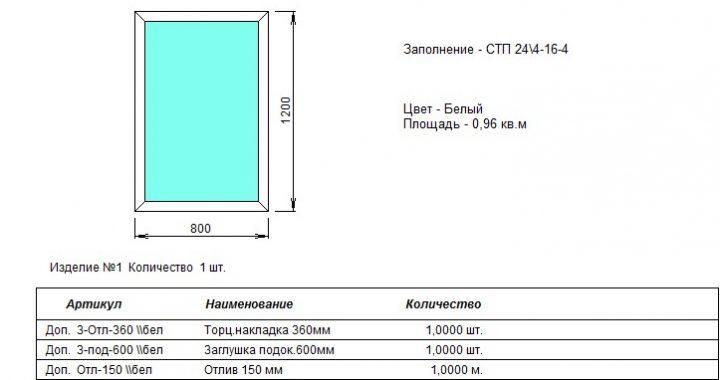 Заполнение - СТП 24\4-16-4
1200
Цвет - Белый
Площадь - 0,96 кв.м
800
Изделие №1 Количество 1 шт.
Артикул Наименование Количество
Доп. 3-Отл-360 \\бел Торц.накладка 360мм 1,0000 шт.
Доп. 3-под-600 \\бел Заглушка подок.600мм 1,0000 шт.
Доп. Отл-150 \\бел Отлив 150 мм 1,0000 м.